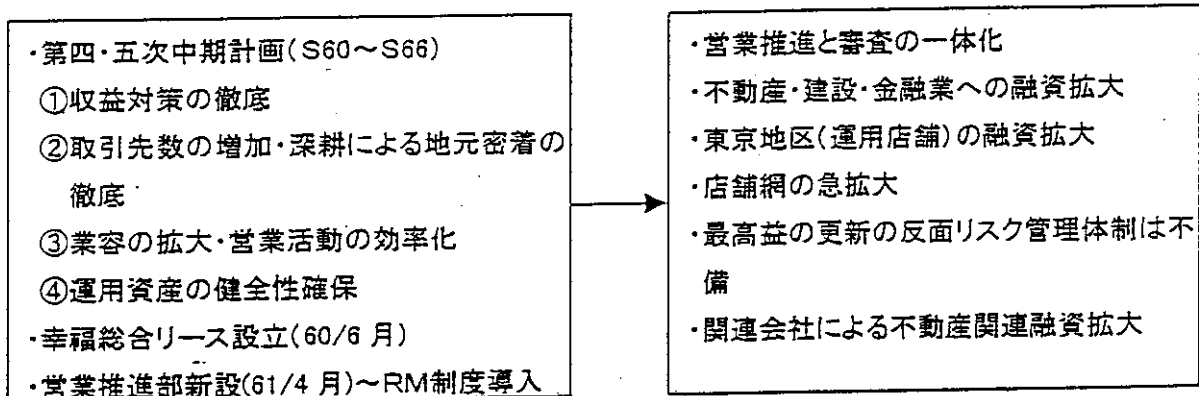 ・第四・五次中期計画(S60～S66)
①収益対策の徹底
②取引先数の増加・深耕による地元密着の
徹底
③業容の拡大・営業活動の効率化
④運用資産の健全性確保
・幸福総合リース設立(60/6月)
・営業推進部新設(61/4月)～RM制度導入
・営業推進と審査の一体化
・不動産・建設・金融業への融資拡大
・東京地区(運用店舗)の融資拡大
・店舗網の急拡大
・最高益の更新の反面リスク管理体制は不
備
・関連会社による不動産関連融資拡大